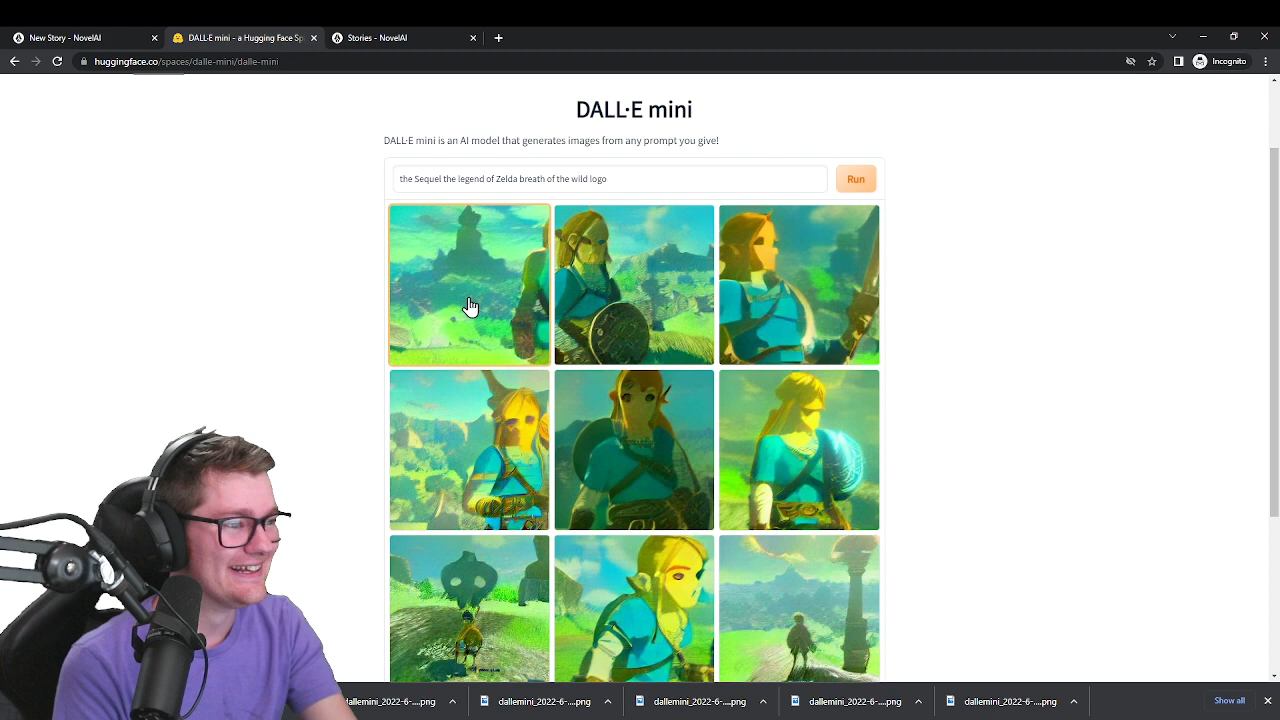 New Story - NovelAI
DALL·E mini - a Hugging Face Sp
Stories - NovelAI
huggingface.co/spaces/dalle-mini/dalle-mini
Incognito
DALL·E mini
DALL·E mini is an AI model that generates images from any prompt you give!
the Sequel the legend of Zelda breath of the wild logo
Run
dallemini_2022-6-....png
dallemini_2022-6-....png
dallemini_2022-6-....png
dallemini_2022-6-....png
dallemini_2022-6-....png
Show all